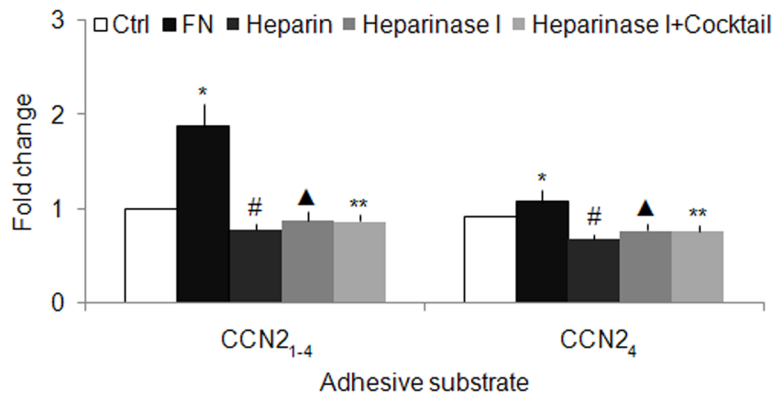 3
Ctrl FN Heparin Heparinase I Heparinase I+Cocktail
*
2
Fold change
# ▲ **
*
1
# ▲ **
0
CCN2₁₋₄ CCN2₄
Adhesive substrate